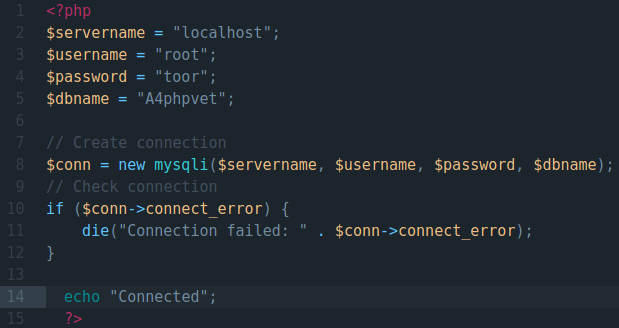 1 <?php
2 $servername = "localhost";
3 $username = "root";
4 $password = "toor";
5 $dbname = "A4phpvet";
6
7 // Create connection
8 $conn = new mysqli($servername, $username, $password, $dbname);
9 // Check connection
10 if ($conn->connect_error) {
11     die("Connection failed: " . $conn->connect_error);
12 }
13
14   echo "Connected";
15   ?>